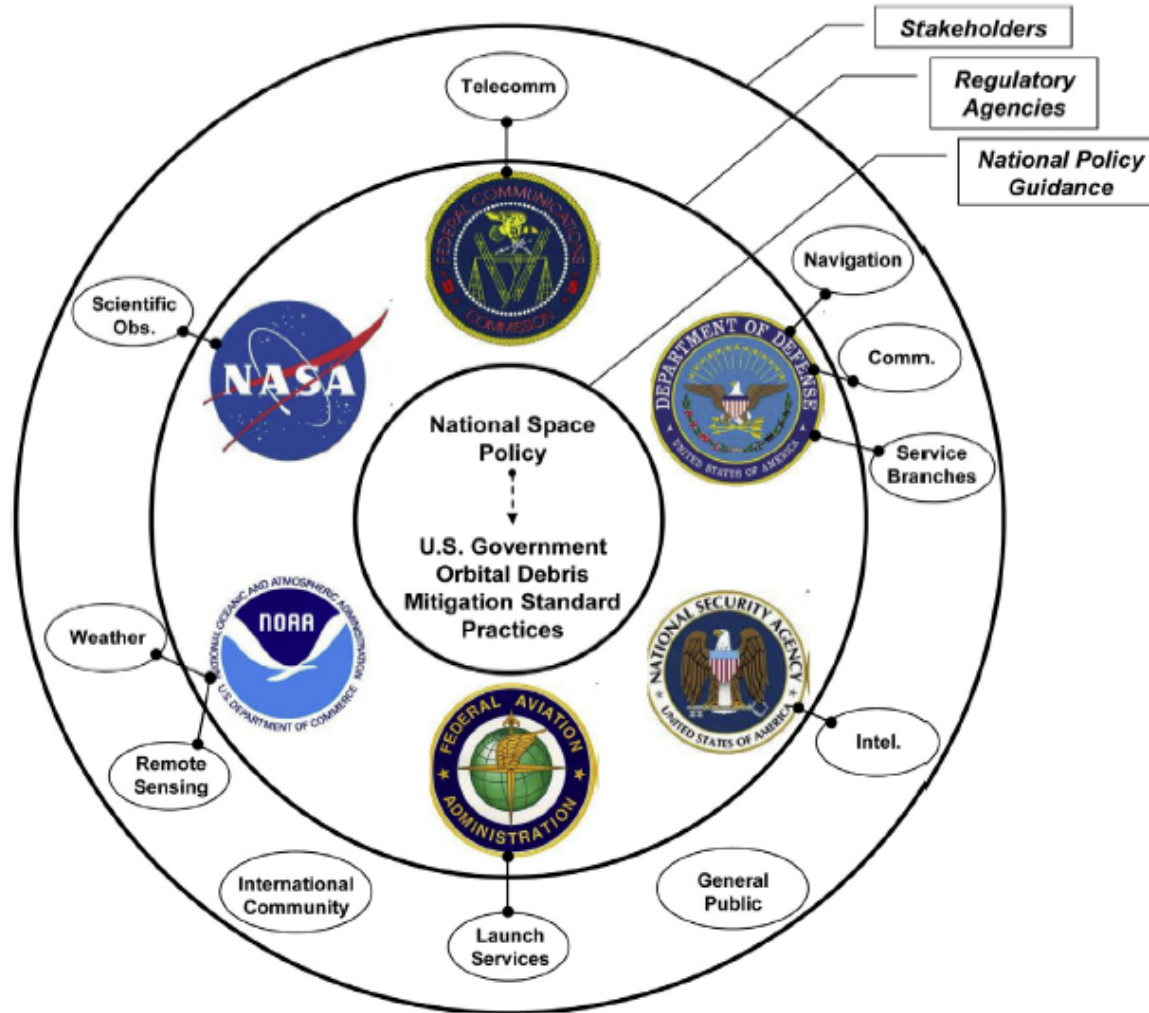 Stakeholders
Regulatory
Agencies
National Policy
Guidance
Telecomm
FEDERAL COMMUNICATIONS
COMMISSION
U S
Navigation
Scientific
Obs.
NASA
DEPARTMENT OF DEFENSE
UNITED STATES OF AMERICA
Comm.
Service
Branches
National Space
Policy
U.S. Government
Orbital Debris
Mitigation Standard
Practices
Weather
NATIONAL OCEANIC AND ATMOSPHERIC ADMINISTRATION
NOAA
U.S. DEPARTMENT OF COMMERCE
NATIONAL SECURITY AGENCY
UNITED STATES OF AMERICA
Intel.
Remote
Sensing
FEDERAL AVIATION
ADMINISTRATION
International
Community
General
Public
Launch
Services